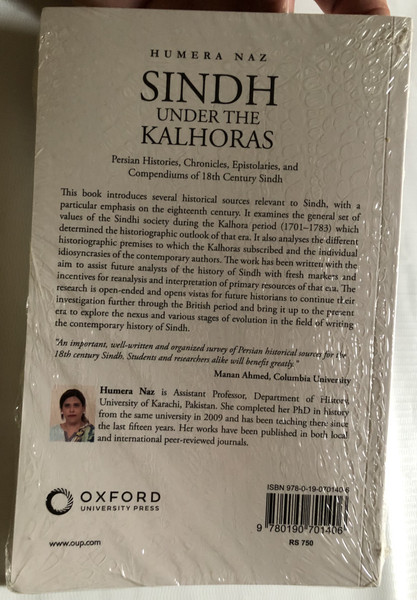 HUMERA NAZ
SINDH
UNDER THE
KALHORAS
Persian Histories, Chronicles, Epistolaries, and
Compendiums of 18th Century Sindh
This book introduces several historical sources relevant to Sindh, with a
particular emphasis on the eighteenth century. It examines the general set of
values of the Sindhi society during the Kalhora period (1701–1783) which
determined the historiographic outlook of that era. It also analyses the different
historiographic premises to which the Kalhoras subscribed and the individual
idiosyncrasies of the contemporary authors. The work has been written with the
aim to assist future analysts of the history of Sindh with fresh markers and
incentives for reanalysis and interpretation of primary resources of that era. The
research is open-ended and opens vistas for future historians to continue their
investigation further through the British period and bring it up to the present
era to explore the nexus and various stages of evolution in the field of writing
the contemporary history of Sindh.
"An important, well-written and organized survey of Persian historical sources for the
18th century Sindh. Students and researchers alike will benefit greatly."
Manan Ahmed, Columbia University
Humera Naz is Assistant Professor, Department of History,
University of Karachi, Pakistan. She completed her PhD in history
from the same university in 2009 and has been teaching there since
the last fifteen years. Her works have been published in both local
and international peer-reviewed journals.
OXFORD
UNIVERSITY PRESS
www.oup.com
ISBN 978-0-19-070140-6
9 780190 701406
RS 750